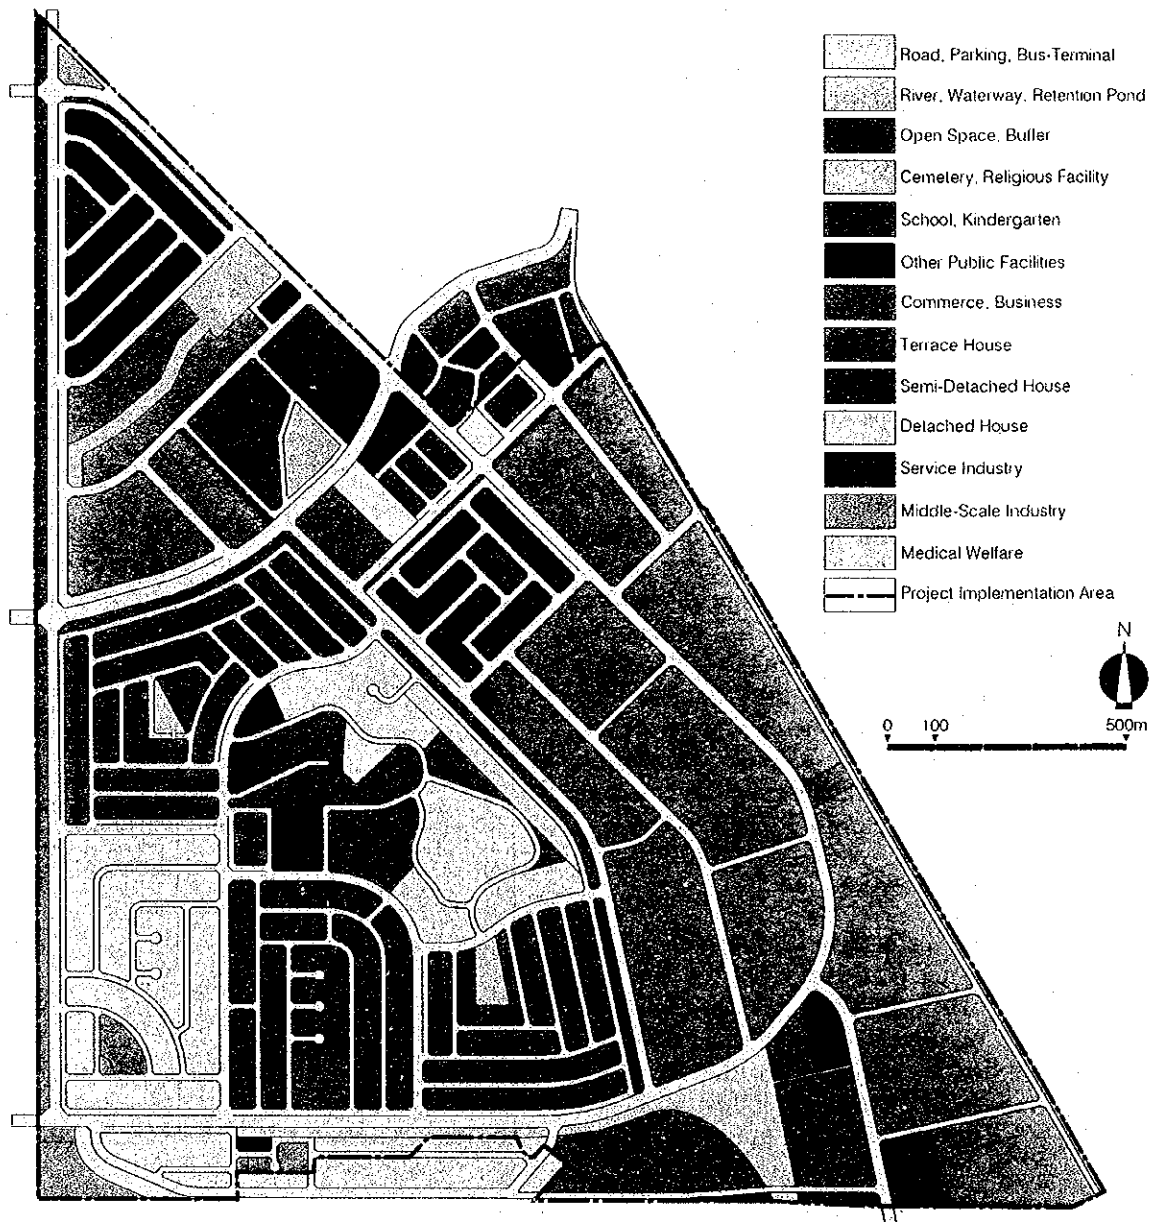 Road, Parking, Bus-Terminal
River, Waterway, Retention Pond
Open Space, Buffer
Cemetery, Religious Facility
School, Kindergarten
Other Public Facilities
Commerce, Business
Terrace House
Semi-Detached House
Detached House
Service Industry
Middle-Scale Industry
Medical Welfare
Project Implementation Area
N
0 100 500m